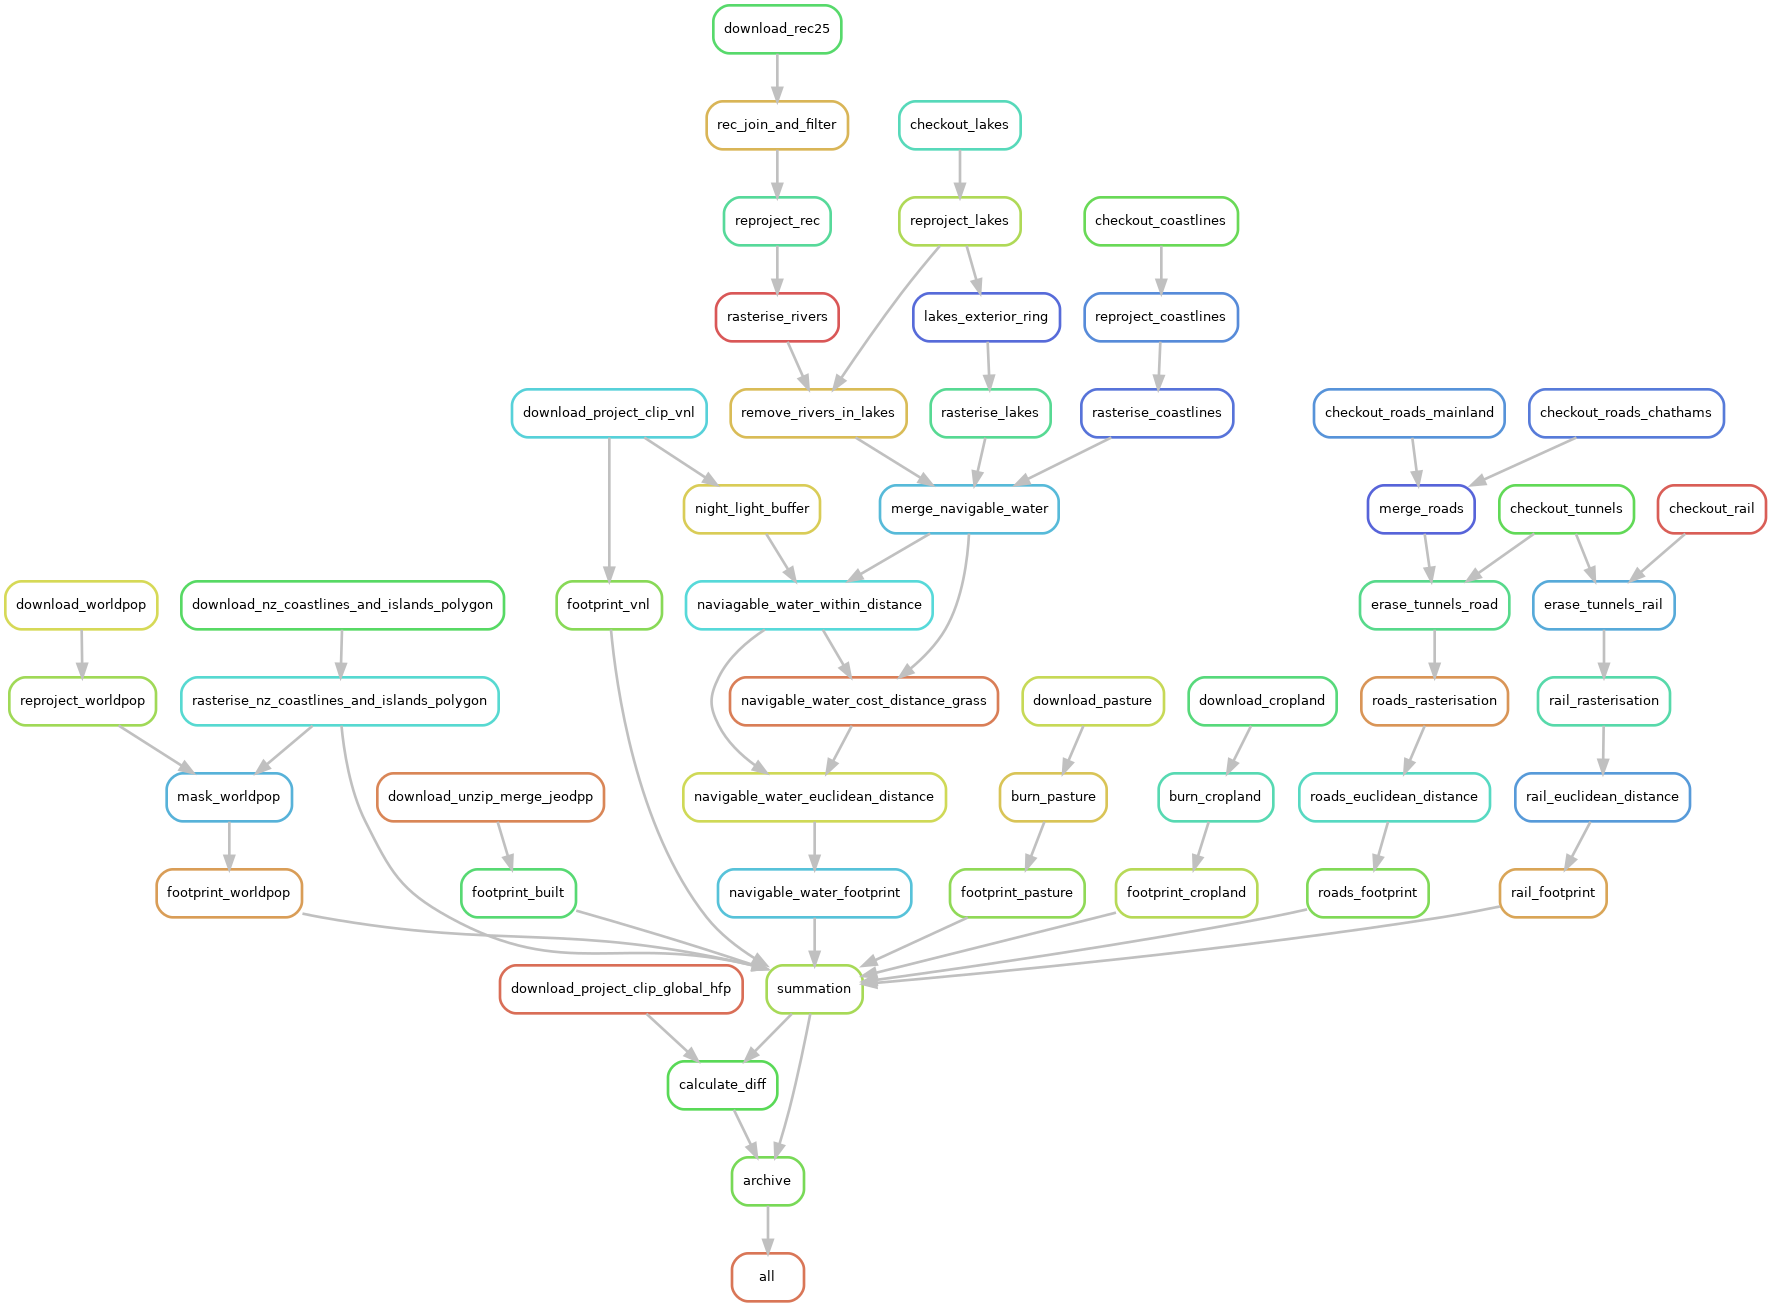 download_rec25
rec_join_and_filter
checkout_lakes
reproject_rec
reproject_lakes
checkout_coastlines
rasterise_rivers
lakes_exterior_ring
reproject_coastlines
download_project_clip_vnl
remove_rivers_in_lakes
rasterise_lakes
rasterise_coastlines
checkout_roads_mainland
checkout_roads_chathams
night_light_buffer
merge_navigable_water
merge_roads
checkout_tunnels
checkout_rail
download_worldpop
download_nz_coastlines_and_islands_polygon
footprint_vnl
naviagable_water_within_distance
erase_tunnels_road
erase_tunnels_rail
reproject_worldpop
rasterise_nz_coastlines_and_islands_polygon
navigable_water_cost_distance_grass
download_pasture
download_cropland
roads_rasterisation
rail_rasterisation
mask_worldpop
download_unzip_merge_jeodpp
navigable_water_euclidean_distance
burn_pasture
burn_cropland
roads_euclidean_distance
rail_euclidean_distance
footprint_worldpop
footprint_built
navigable_water_footprint
footprint_pasture
footprint_cropland
roads_footprint
rail_footprint
download_project_clip_global_hfp
summation
calculate_diff
archive
all